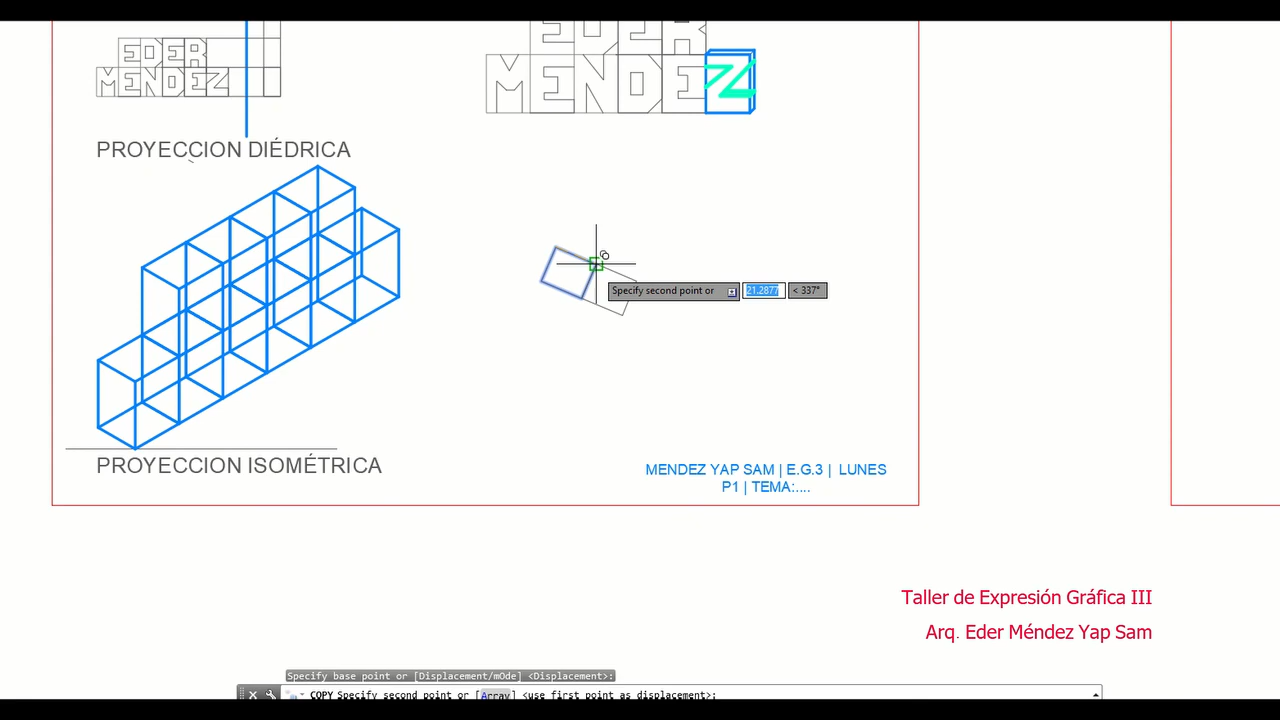 EDER
MENDEZ
EDER
MENDEZ
PROYECCION DIÉDRICA
Specify second point or
21.2877
< 337°
PROYECCION ISOMÉTRICA
MENDEZ YAP SAM | E.G.3 | LUNES
P1 | TEMA:....
Taller de Expresión Gráfica III
Arq. Eder Méndez Yap Sam
Specify base point or [Displacement/mOde] <Displacement>:
COPY Specify second point or [Array] <use first point as displacement>: